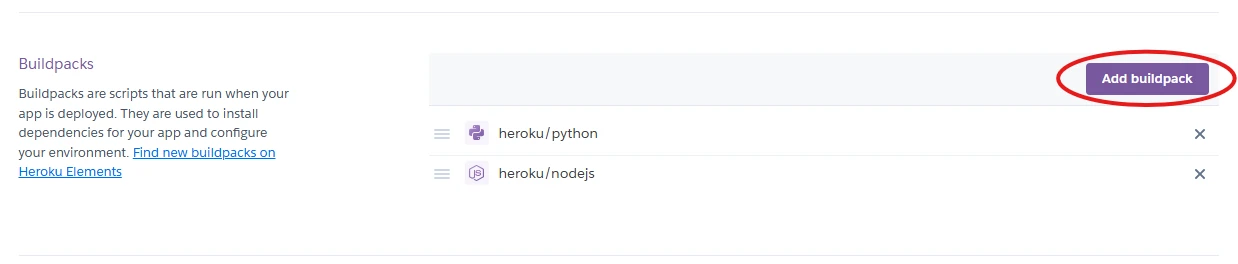 Buildpacks
Buildpacks are scripts that are run when your
app is deployed. They are used to install
dependencies for your app and configure
your environment. Find new buildpacks on
Heroku Elements
Add buildpack
heroku/python
JS heroku/nodejs